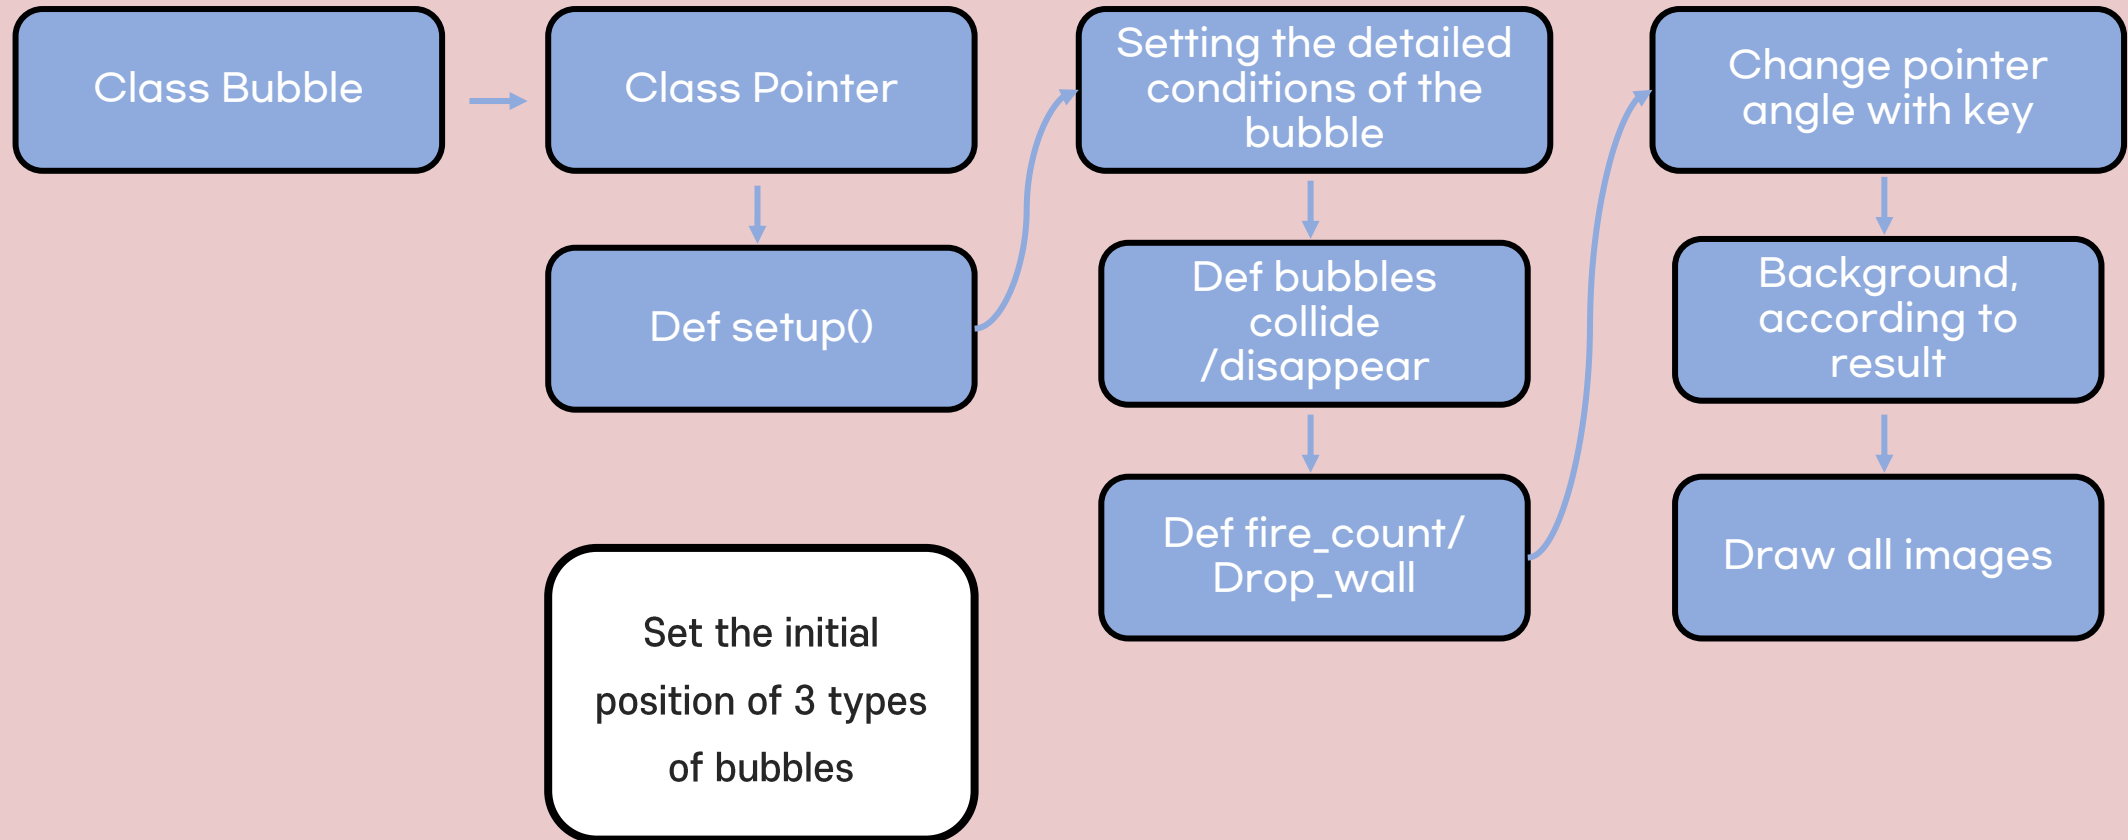 Class Bubble
Class Pointer
Def setup()
Set the initial
position of 3 types
of bubbles
Setting the detailed
conditions of the
bubble
Def bubbles
collide
/disappear
Def fire_count/
Drop_wall
Change pointer
angle with key
Background,
according to
result
Draw all images